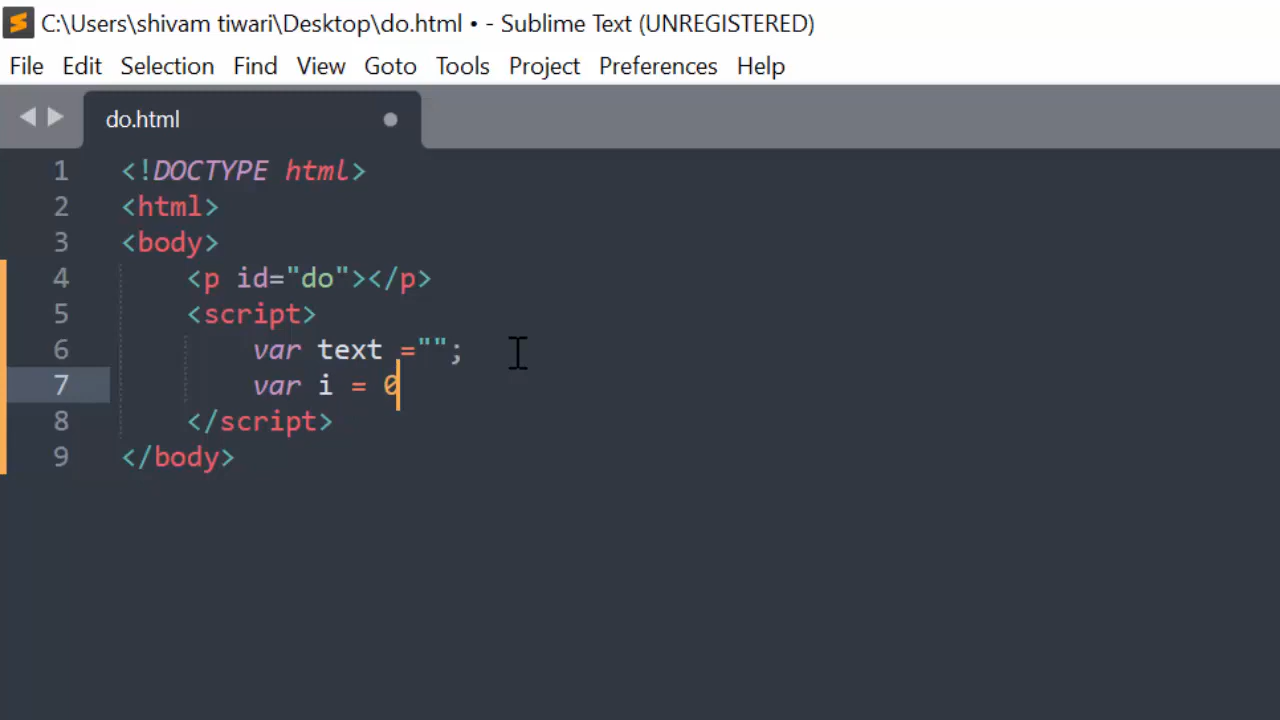 C:\Users\shivam tiwari\Desktop\do.html • - Sublime Text (UNREGISTERED)
File Edit Selection Find View Goto Tools Project Preferences Help
do.html
1 <!DOCTYPE html>
2 <html>
3 <body>
4     <p id="do"></p>
5     <script>
6         var text ="";
7         var i = 0
8     </script>
9 </body>